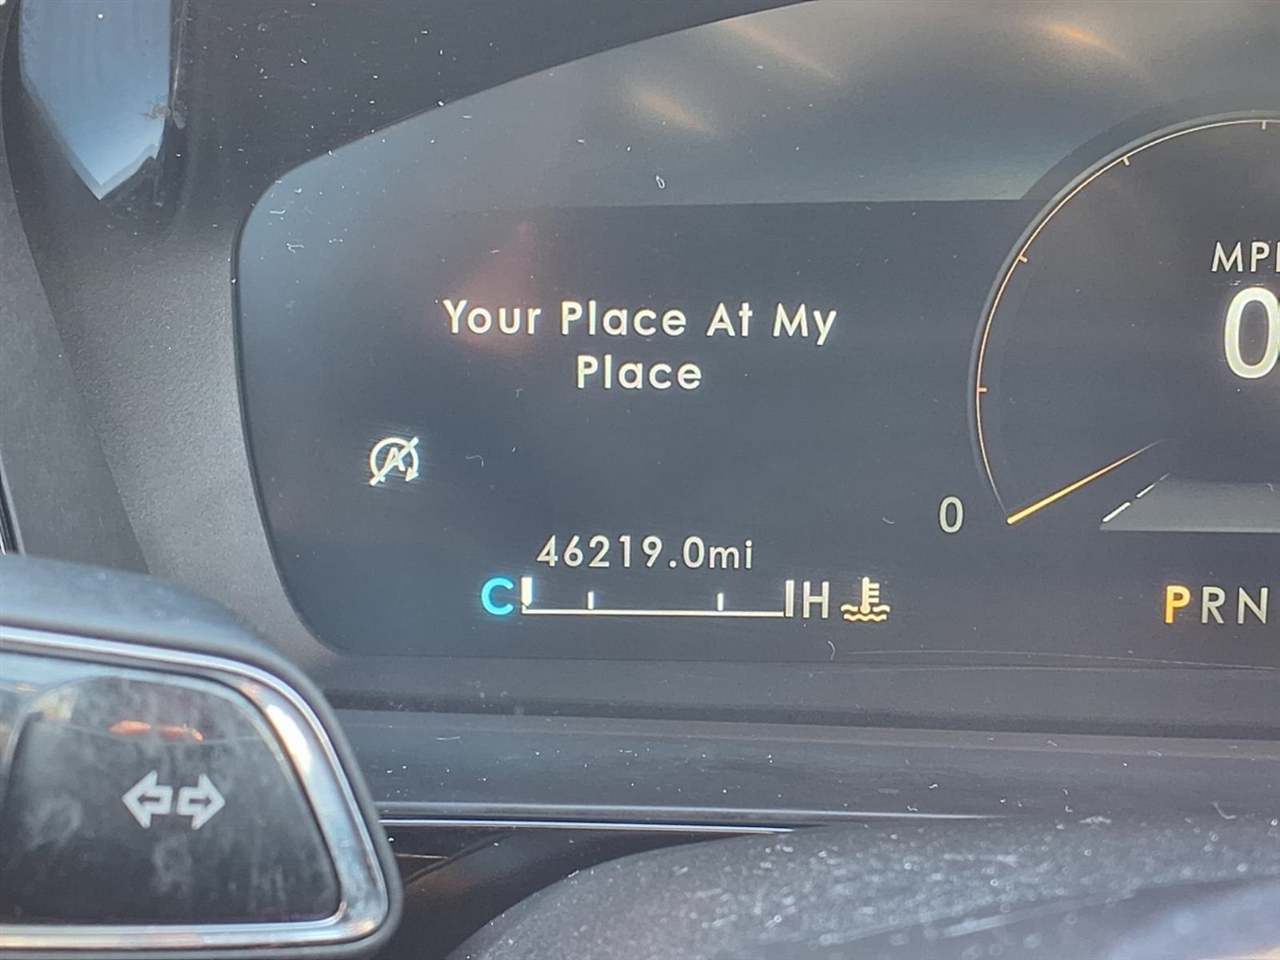 Your Place At My
Place
MPH
0
A
0
46219.0mi
C H
PRN